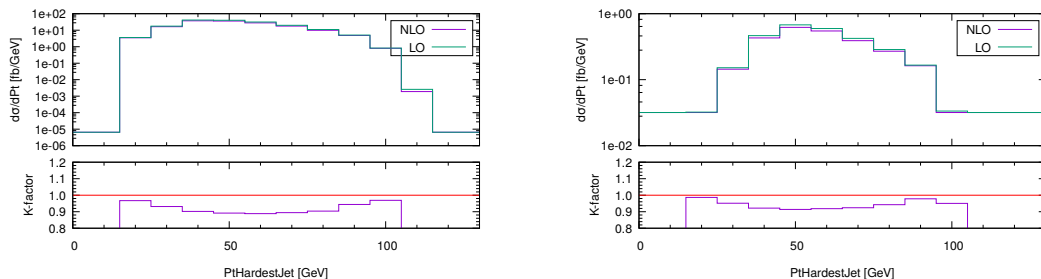 1e+02
1e+01
1e+00
1e-01
1e-02
1e-03
1e-04
1e-05
1e-06
dσ/dPt [fb/GeV]
NLO
LO
1.2
1.1
1.0
0.9
0.8
K-factor
0 50 100
PtHardestJet [GeV]
1e+00
1e-01
1e-02
dσ/dPt [fb/GeV]
NLO
LO
1.2
1.1
1.0
0.9
0.8
K-factor
0 50 100
PtHardestJet [GeV]